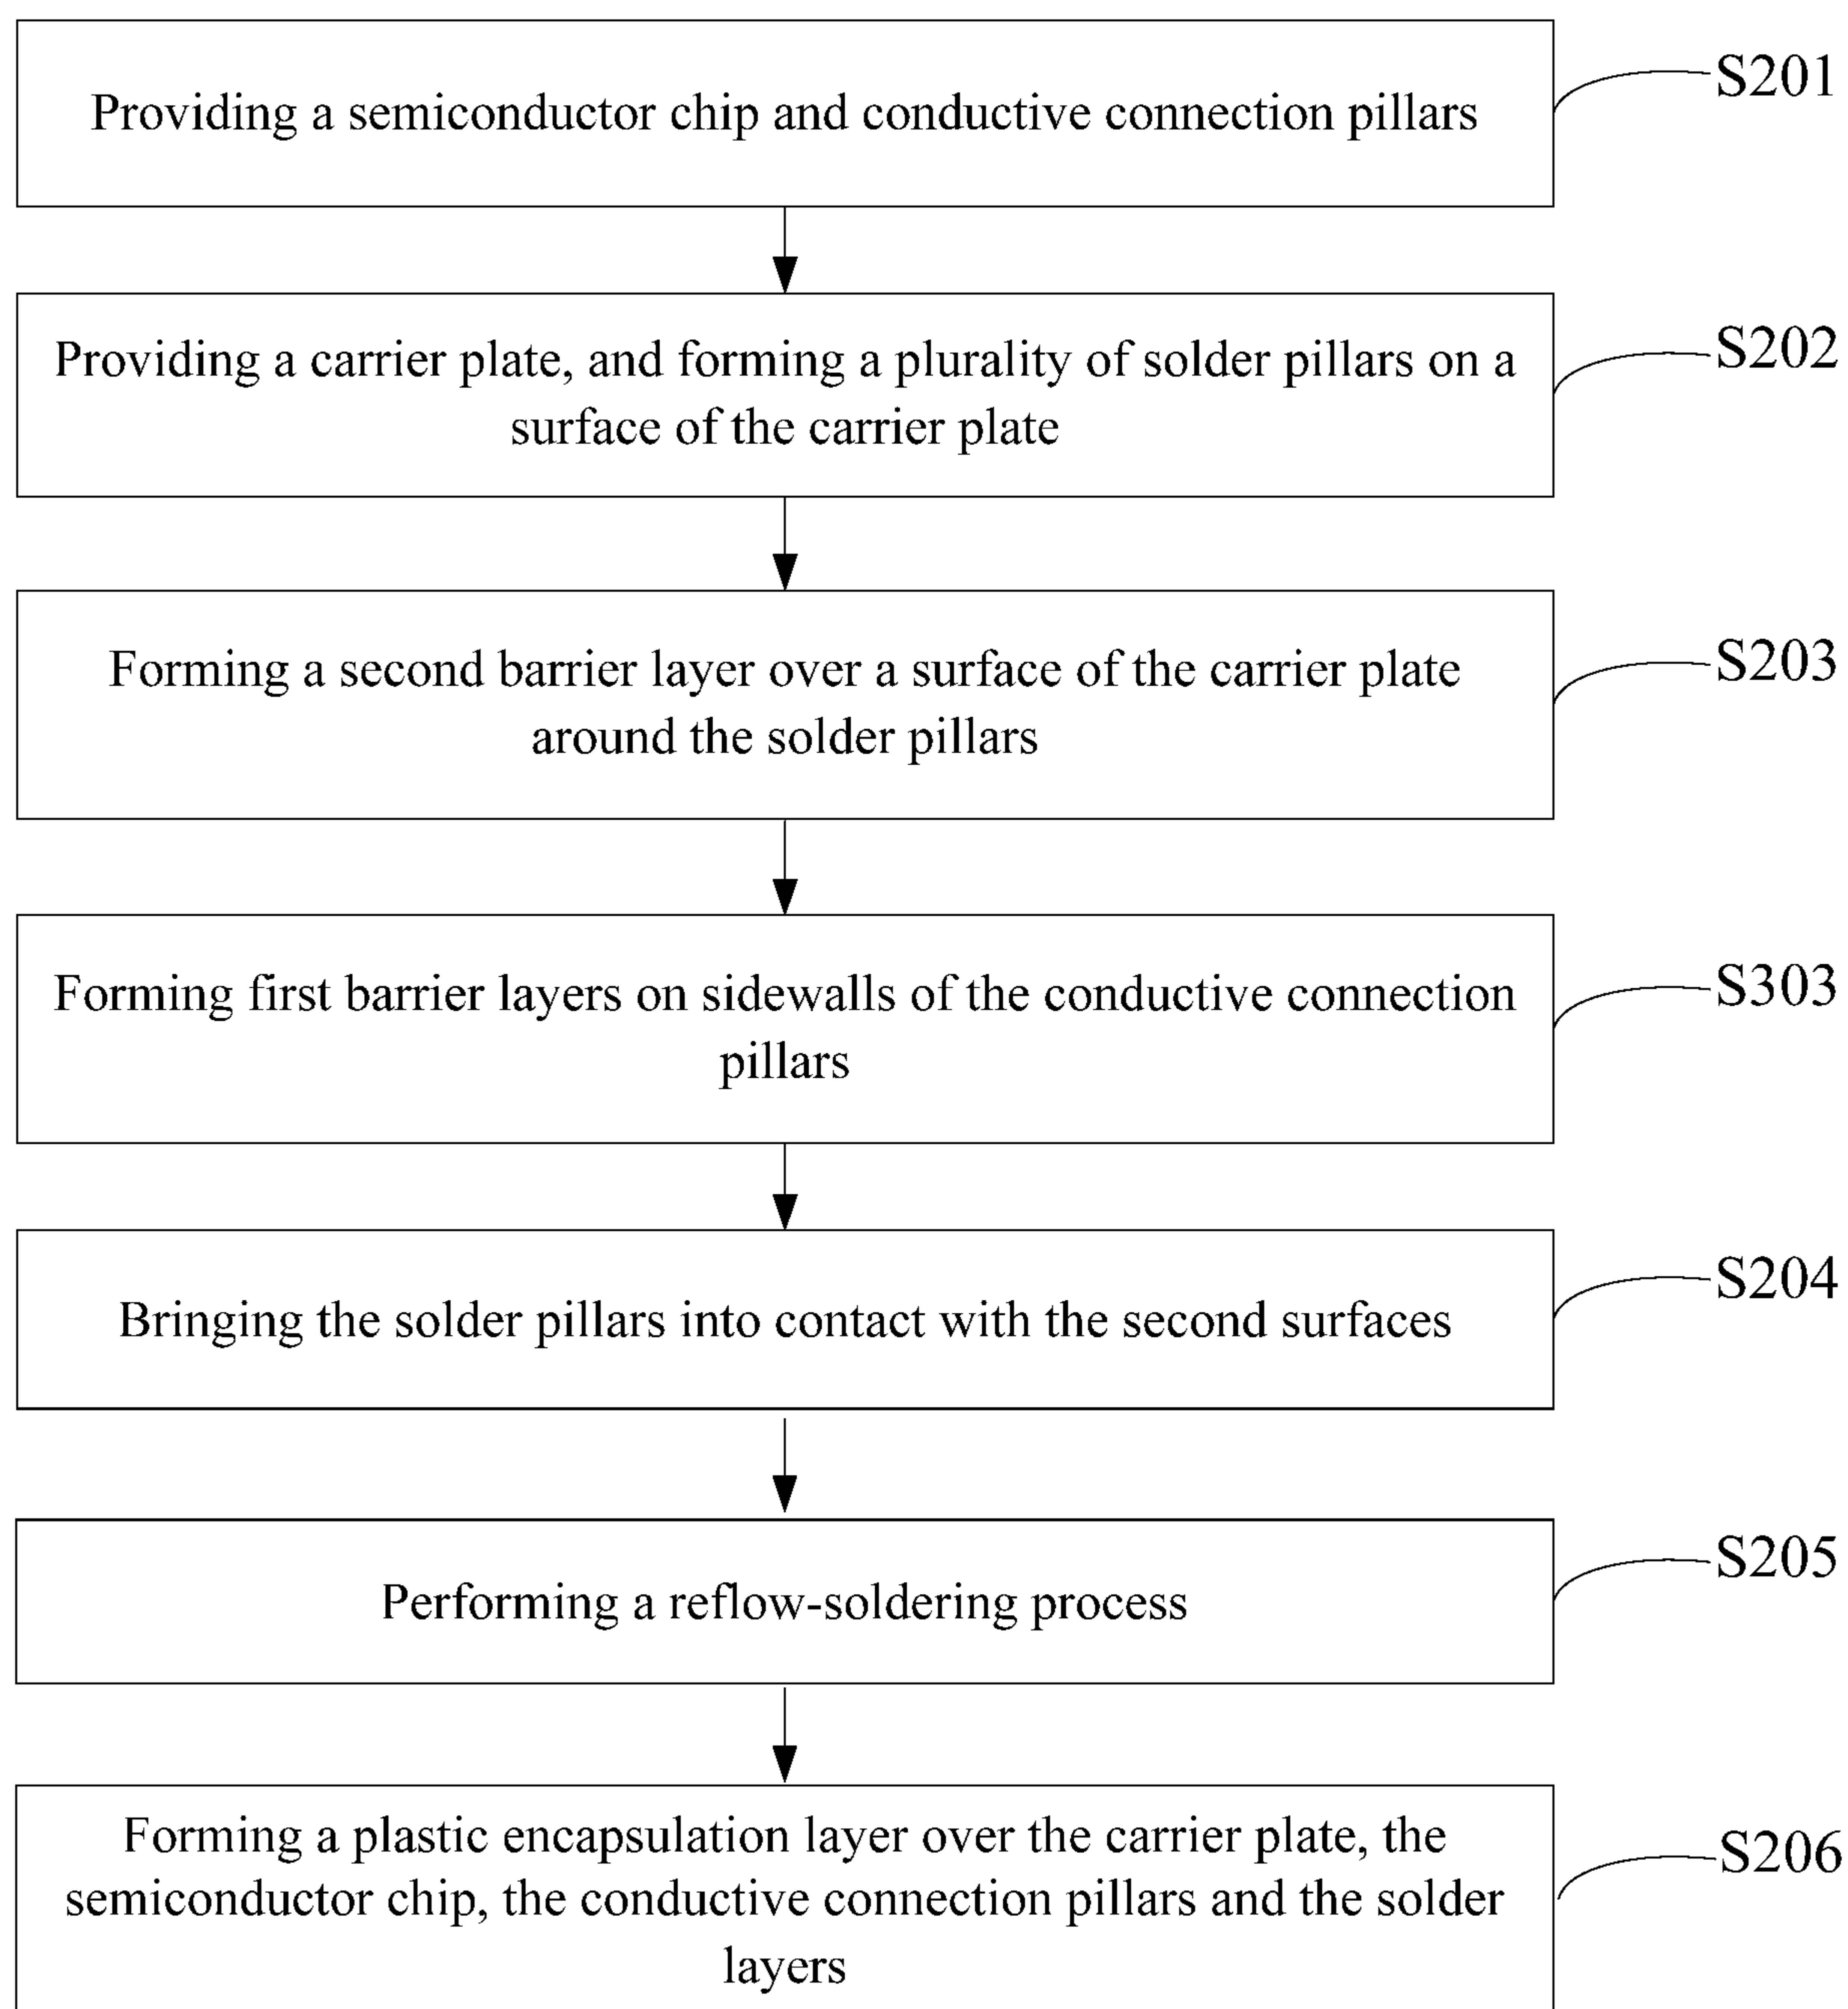 Providing a semiconductor chip and conductive connection pillars
S201
Providing a carrier plate, and forming a plurality of solder pillars on a
surface of the carrier plate
S202
Forming a second barrier layer over a surface of the carrier plate
around the solder pillars
S203
Forming first barrier layers on sidewalls of the conductive connection
pillars
S303
Bringing the solder pillars into contact with the second surfaces
S204
Performing a reflow-soldering process
S205
Forming a plastic encapsulation layer over the carrier plate, the
semiconductor chip, the conductive connection pillars and the solder
layers
S206